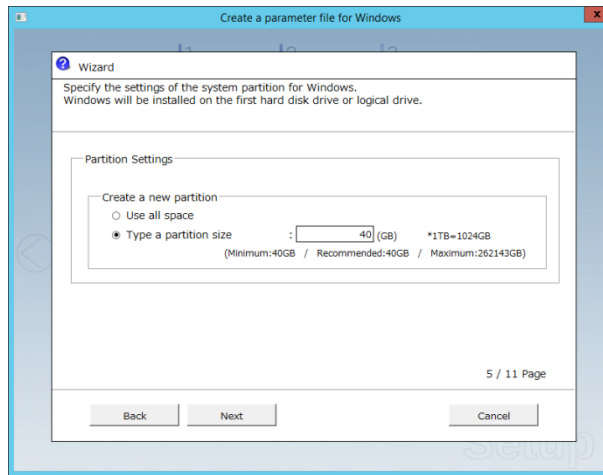 Create a parameter file for Windows
x
Wizard
Specify the settings of the system partition for Windows.
Windows will be installed on the first hard disk drive or logical drive.
Partition Settings
Create a new partition
Use all space
Type a partition size : 40 (GB) *1TB=1024GB
(Minimum:40GB / Recommended:40GB / Maximum:262143GB)
5 / 11 Page
Back Next Cancel
Setup